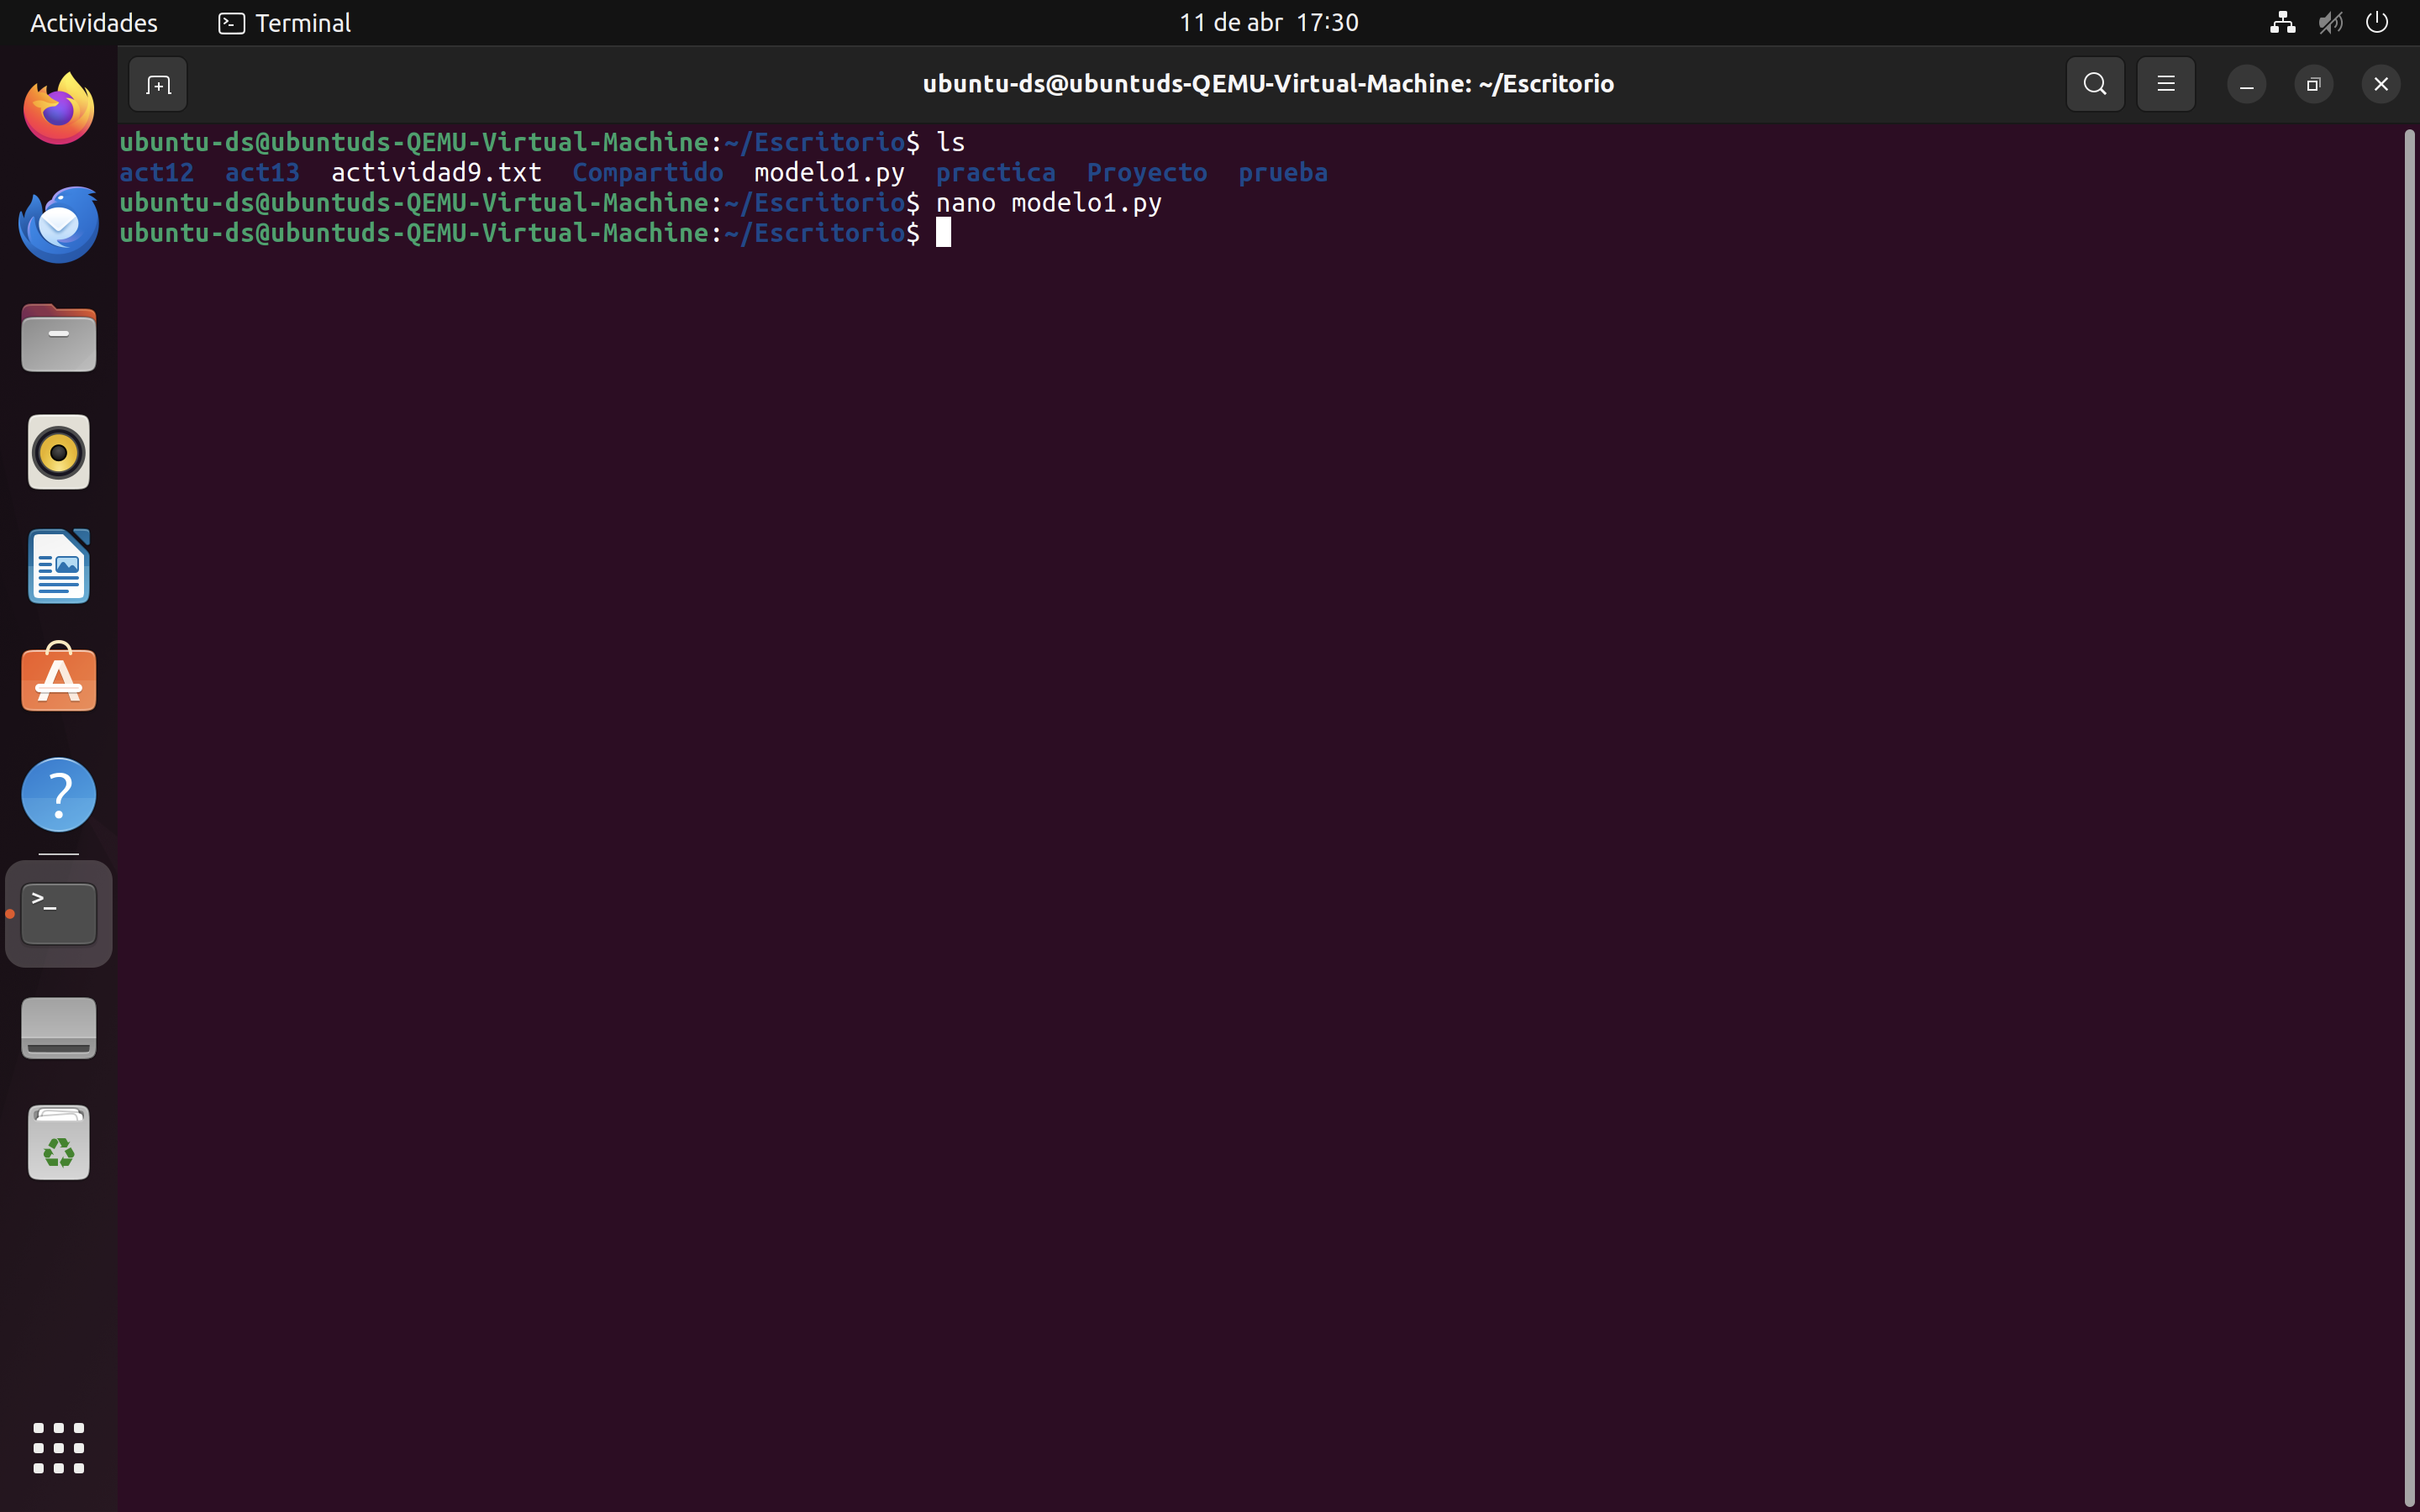 Actividades Terminal 11 de abr 17:30
ubuntu-ds@ubuntuds-QEMU-Virtual-Machine: ~/Escritorio
ubuntu-ds@ubuntuds-QEMU-Virtual-Machine:~/Escritorio$ ls
act12 act13 actividad9.txt Compartido modelo1.py practica Proyecto prueba
ubuntu-ds@ubuntuds-QEMU-Virtual-Machine:~/Escritorio$ nano modelo1.py
ubuntu-ds@ubuntuds-QEMU-Virtual-Machine:~/Escritorio$